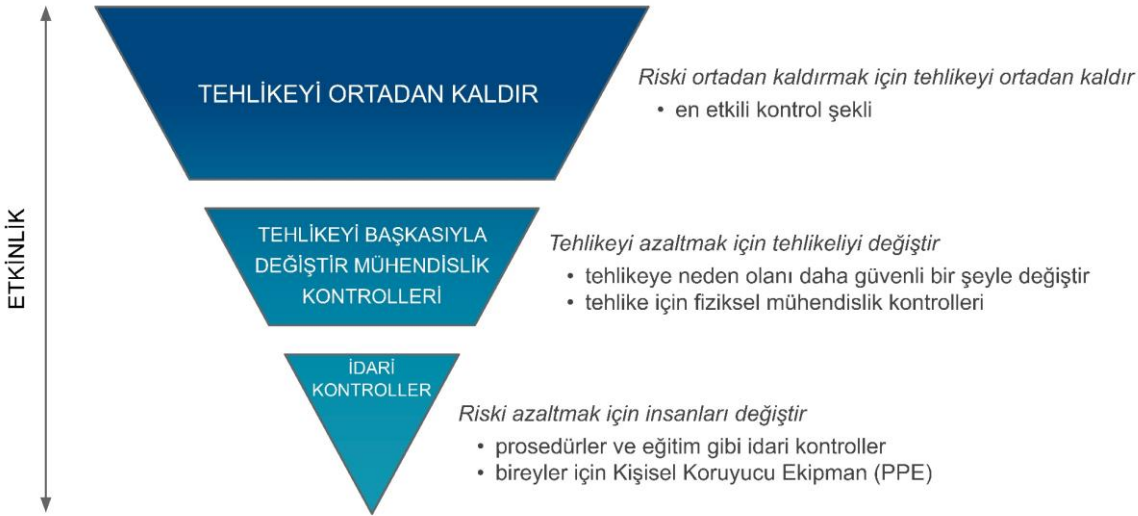 ETKİNLİK
TEHLİKEYİ ORTADAN KALDIR
Riski ortadan kaldırmak için tehlikeyi ortadan kaldır
• en etkili kontrol şekli
TEHLİKEYİ BAŞKASIYLA
DEĞİŞTİR MÜHENDİSLİK
KONTROLLERİ
Tehlikeyi azaltmak için tehlikeliyi değiştir
• tehlikeye neden olanı daha güvenli bir şeyle değiştir
• tehlike için fiziksel mühendislik kontrolleri
İDARİ
KONTROLLER
Riski azaltmak için insanları değiştir
• prosedürler ve eğitim gibi idari kontroller
• bireyler için Kişisel Koruyucu Ekipman (PPE)